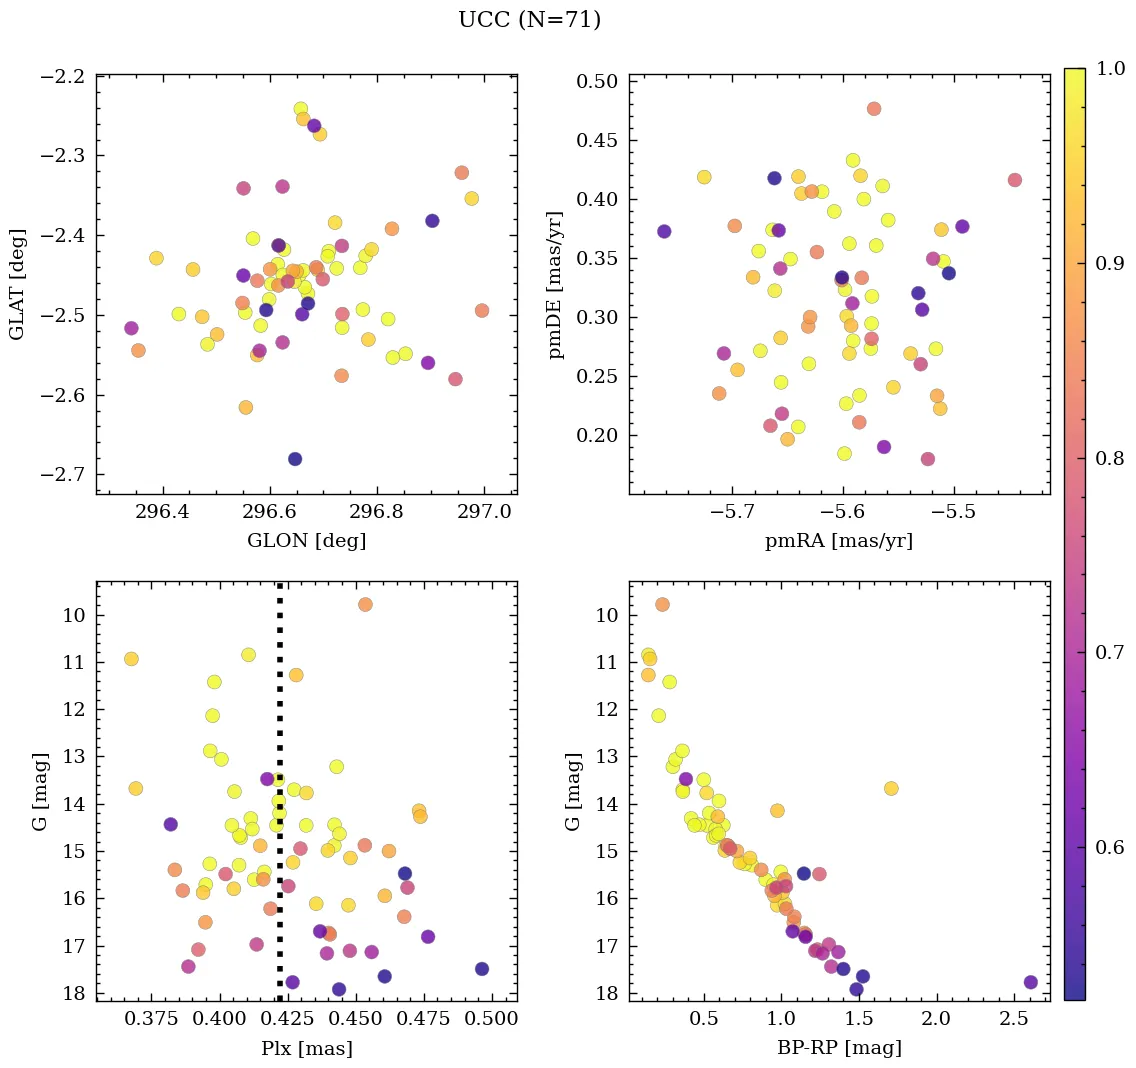 UCC (N=71)
−2.2
−2.3
−2.4
−2.5
−2.6
−2.7
GLAT [deg]
296.4 296.6 296.8 297.0
GLON [deg]
0.50
0.45
0.40
0.35
0.30
0.25
0.20
pmDE [mas/yr]
−5.7 −5.6 −5.5
pmRA [mas/yr]
1.0
0.9
0.8
0.7
0.6
10
11
12
13
14
15
16
17
18
G [mag]
0.375 0.400 0.425 0.450 0.475 0.500
Plx [mas]
10
11
12
13
14
15
16
17
18
G [mag]
0.5 1.0 1.5 2.0 2.5
BP-RP [mag]